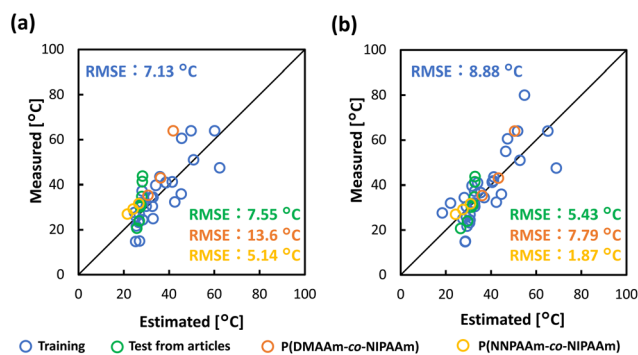 (a)
RMSE：7.13 °C
Measured [°C]
100
80
60
40
20
0
RMSE：7.55 °C
RMSE：13.6 °C
RMSE：5.14 °C
0 20 40 60 80 100
Estimated [°C]
(b)
RMSE：8.88 °C
Measured [°C]
100
80
60
40
20
0
RMSE：5.43 °C
RMSE：7.79 °C
RMSE：1.87 °C
0 20 40 60 80 100
Estimated [°C]
Training Test from articles P(DMAAm-co-NIPAAm) P(NNPAAm-co-NIPAAm)